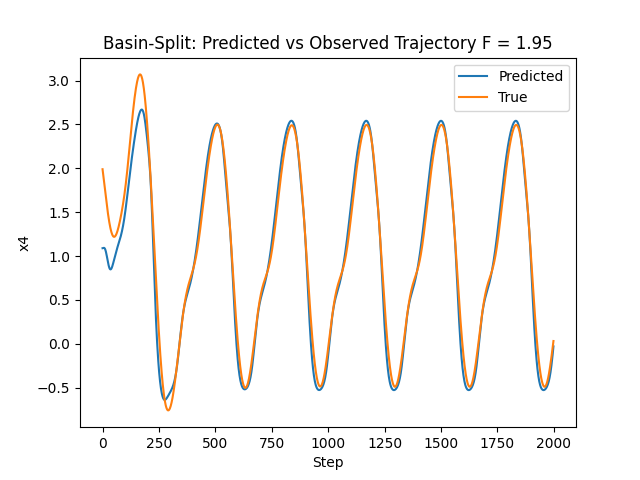 Basin-Split: Predicted vs Observed Trajectory F = 1.95
Predicted
True
x4
3.0
2.5
2.0
1.5
1.0
0.5
0.0
−0.5
0 250 500 750 1000 1250 1500 1750 2000
Step